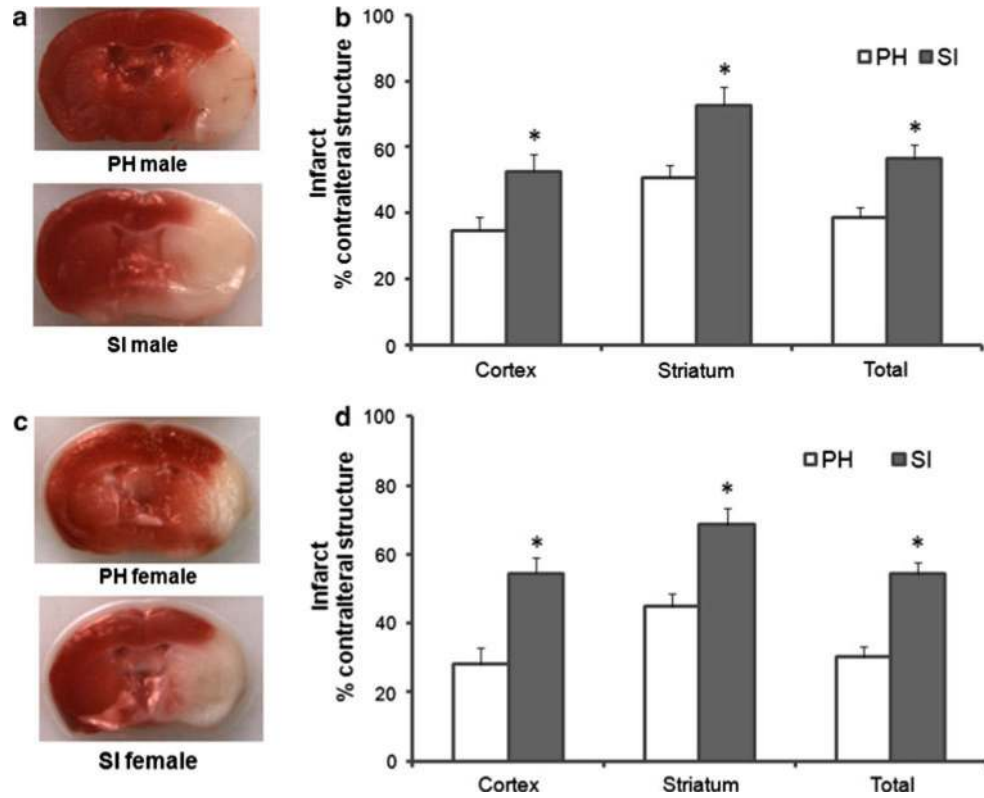 a
PH male
SI male
b
100
80
60
40
20
0
Infarct
% contralteral structure
PH SI
*
*
*
Cortex Striatum Total
c
PH female
SI female
d
100
80
60
40
20
0
Infarct
% contralteral structure
PH SI
*
*
*
Cortex Striatum Total